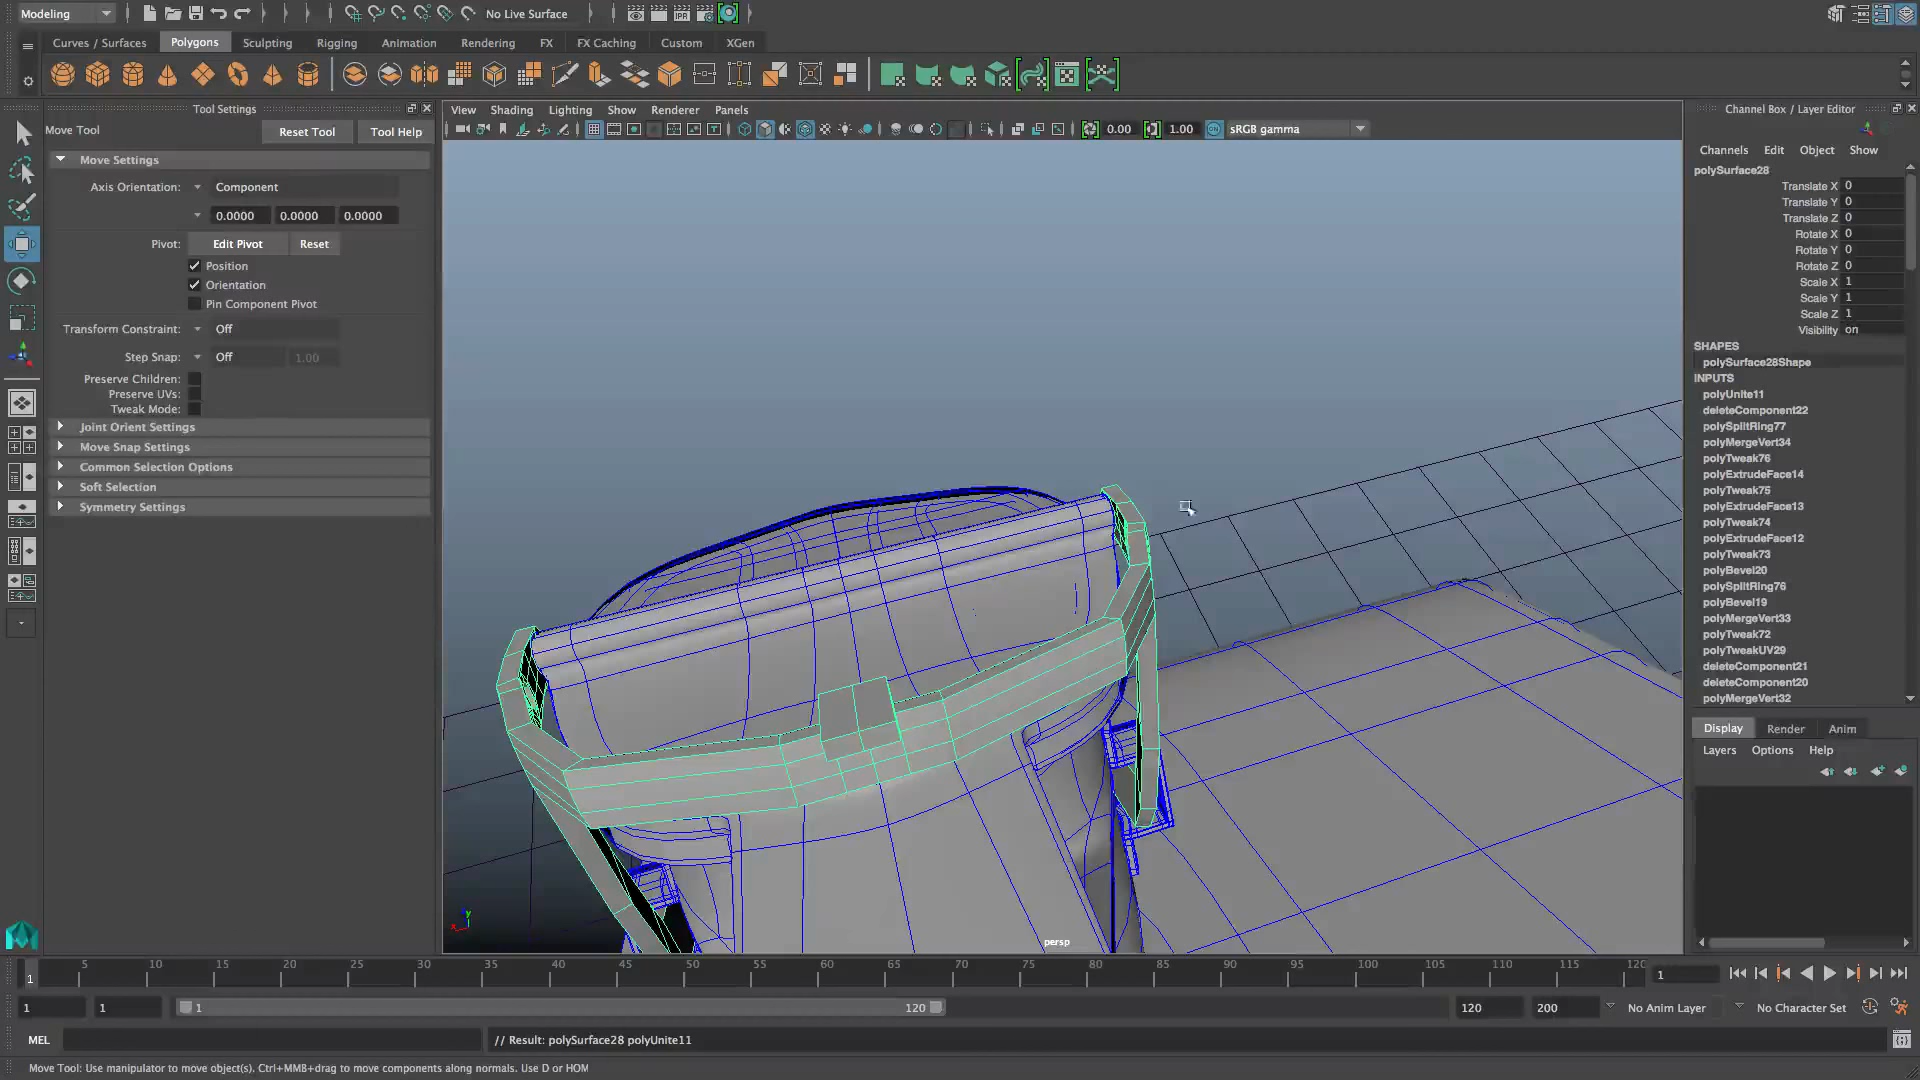 Modeling
No Live Surface
Curves / Surfaces Polygons Sculpting Rigging Animation Rendering FX FX Caching Custom XGen
Tool Settings
Move Tool Reset Tool Tool Help
Move Settings
Axis Orientation: Component
0.0000 0.0000 0.0000
Pivot: Edit Pivot Reset
Position
Orientation
Pin Component Pivot
Transform Constraint: Off
Step Snap: Off 1.00
Preserve Children:
Preserve UVs:
Tweak Mode:
Joint Orient Settings
Move Snap Settings
Common Selection Options
Soft Selection
Symmetry Settings
View Shading Lighting Show Renderer Panels
0.00 1.00 sRGB gamma
persp
Channel Box / Layer Editor
Channels Edit Object Show
polySurface28
Translate X 0
Translate Y 0
Translate Z 0
Rotate X 0
Rotate Y 0
Rotate Z 0
Scale X 1
Scale Y 1
Scale Z 1
Visibility on
SHAPES
polySurface28Shape
INPUTS
polyUnite11
deleteComponent22
polySplitRing77
polyMergeVert34
polyTweak76
polyExtrudeFace14
polyTweak75
polyExtrudeFace13
polyTweak74
polyExtrudeFace12
polyTweak73
polyBevel20
polySplitRing76
polyBevel19
polyMergeVert33
polyTweak72
polyTweakUV29
deleteComponent21
deleteComponent20
polyMergeVert32
Display Render Anim
Layers Options Help
1 5 10 15 20 25 30 35 40 45 50 55 60 65 70 75 80 85 90 95 100 105 110 115 120 1
1 1 1 120 120 200 No Anim Layer No Character Set
MEL // Result: polySurface28 polyUnite11
Move Tool: Use manipulator to move object(s). Ctrl+MMB+drag to move components along normals. Use D or HOM